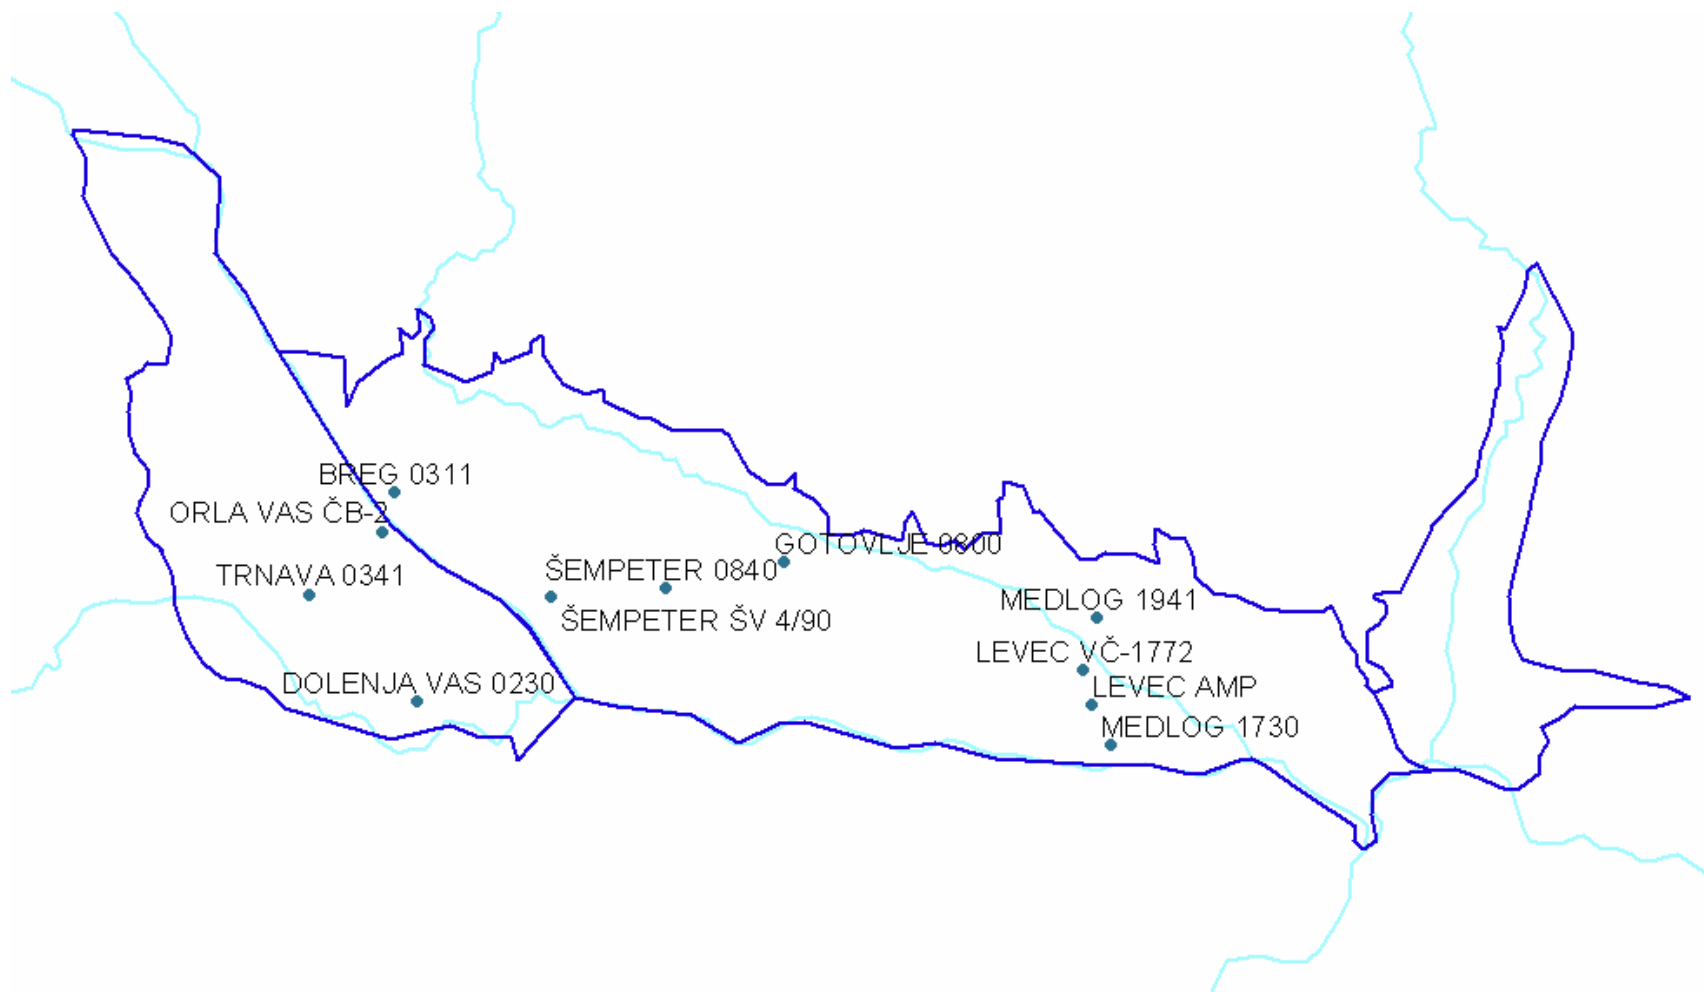 BREG 0311
ORLA VAS ČB-2
GOTOVLJE 0800
ŠEMPETER 0840
TRNAVA 0341
MEDLOG 1941
ŠEMPETER ŠV 4/90
LEVEC VČ-1772
DOLENJA VAS 0230
LEVEC AMP
MEDLOG 1730